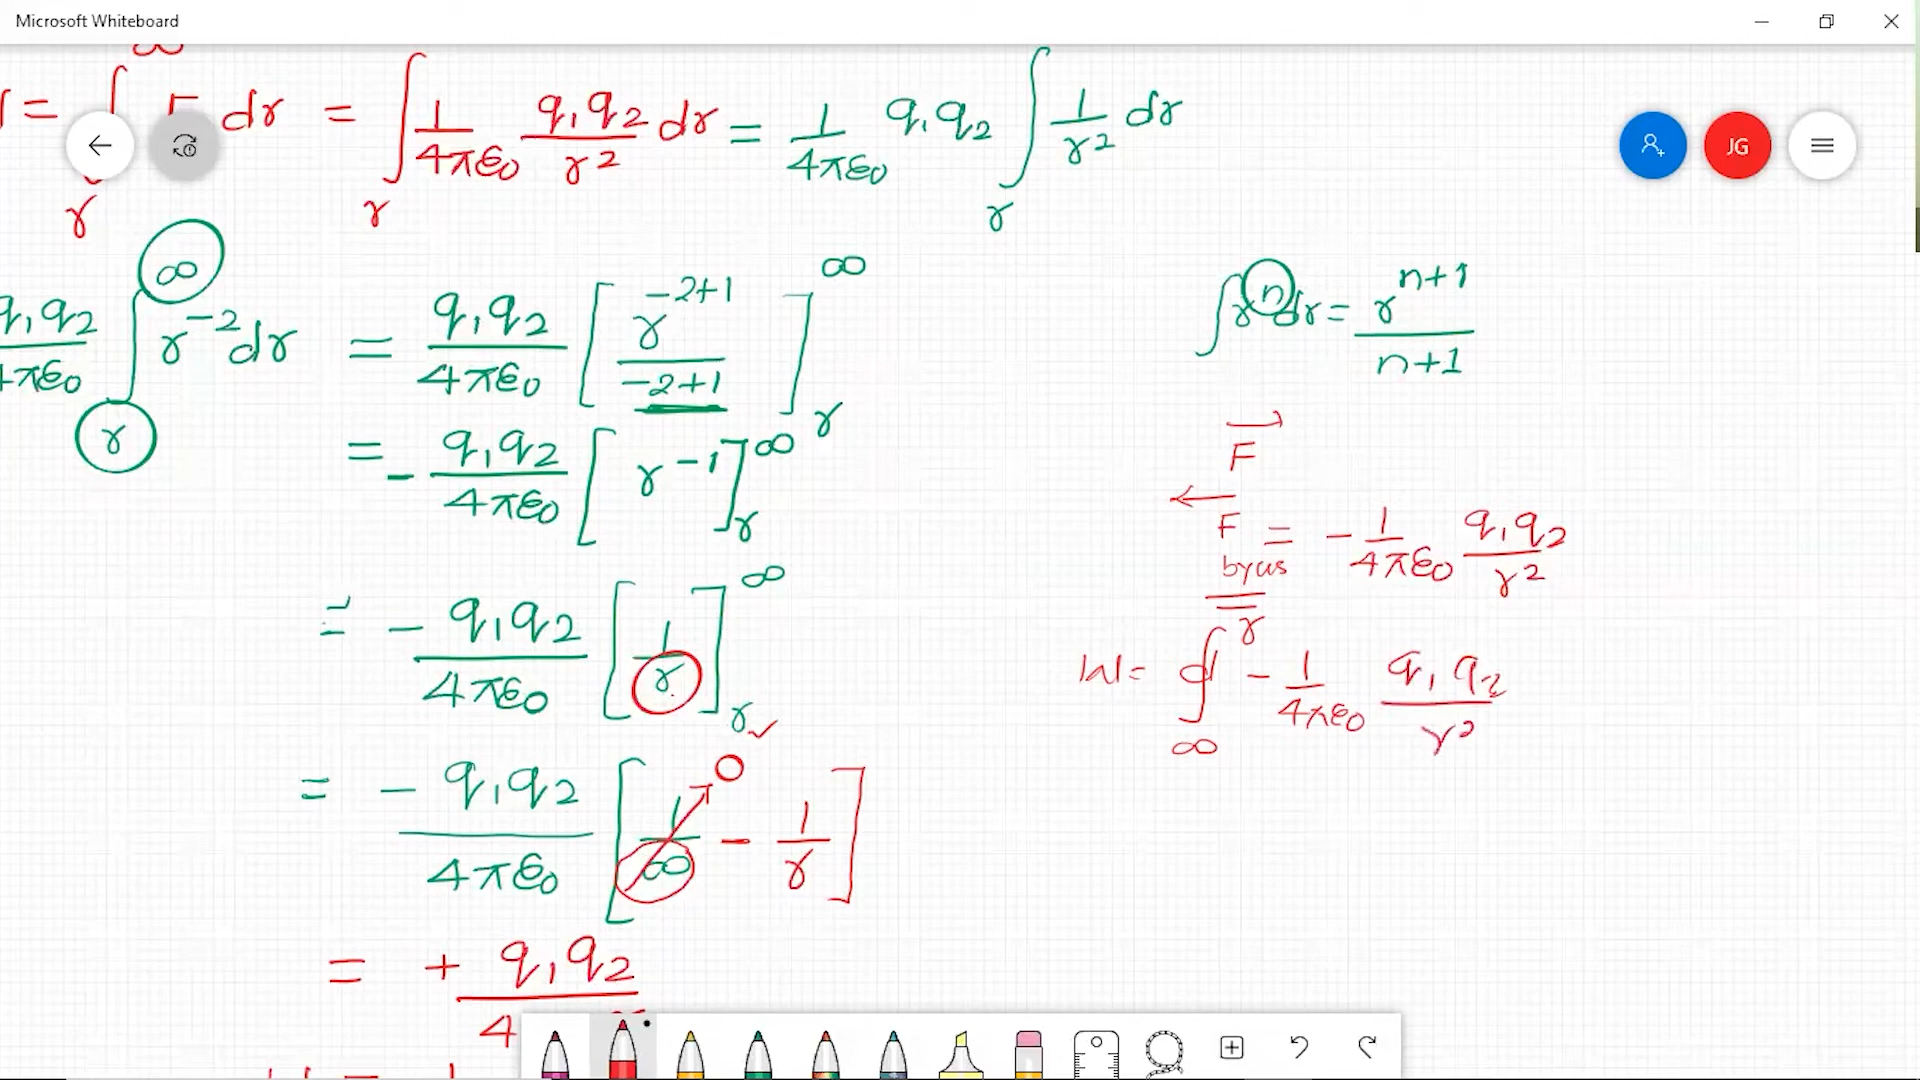 Microsoft Whiteboard
= ∫ dr = ∫ 1/4πε0 q1q2/r² dr = 1/4πε0 q1q2 ∫ 1/r² dr
r r r
JG
q1q2/4πε0 ∫ r⁻² dr = q1q2/4πε0 [ r⁻²⁺¹/-2+1 ] ∞ r
∞
r
= - q1q2/4πε0 [ r⁻¹ ] ∞ r
= - q1q2/4πε0 [ 1/r ] ∞ r ✓
= - q1q2/4πε0 [ 1/∞ - 1/r ]
0
= + q1q2
4
∫ rⁿ dr = rⁿ⁺¹/n+1
→
F
←
F = - 1/4πε0 q1q2/r²
by us
W = ∫ - 1/4πε0 q1q2/r²
r
∞